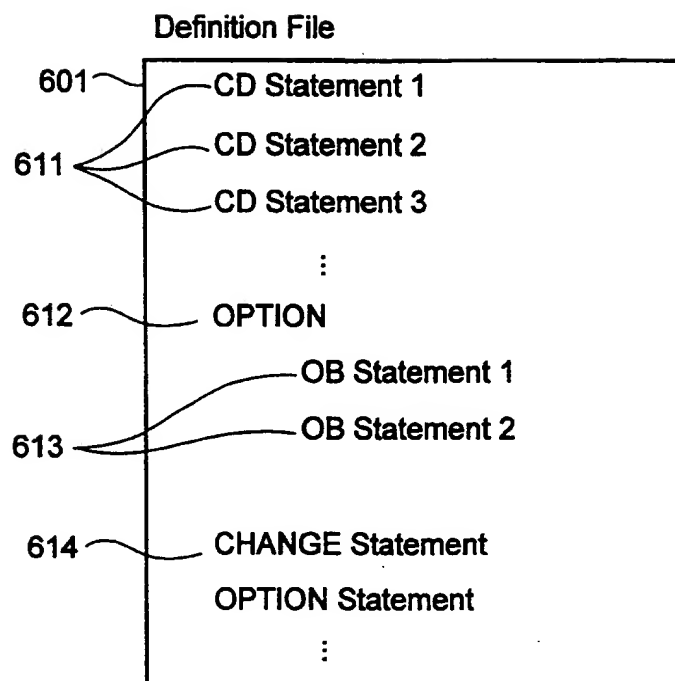 Definition File
601
CD Statement 1
611
CD Statement 2
CD Statement 3
⋮
612
OPTION
OB Statement 1
613
OB Statement 2
614
CHANGE Statement
OPTION Statement
⋮